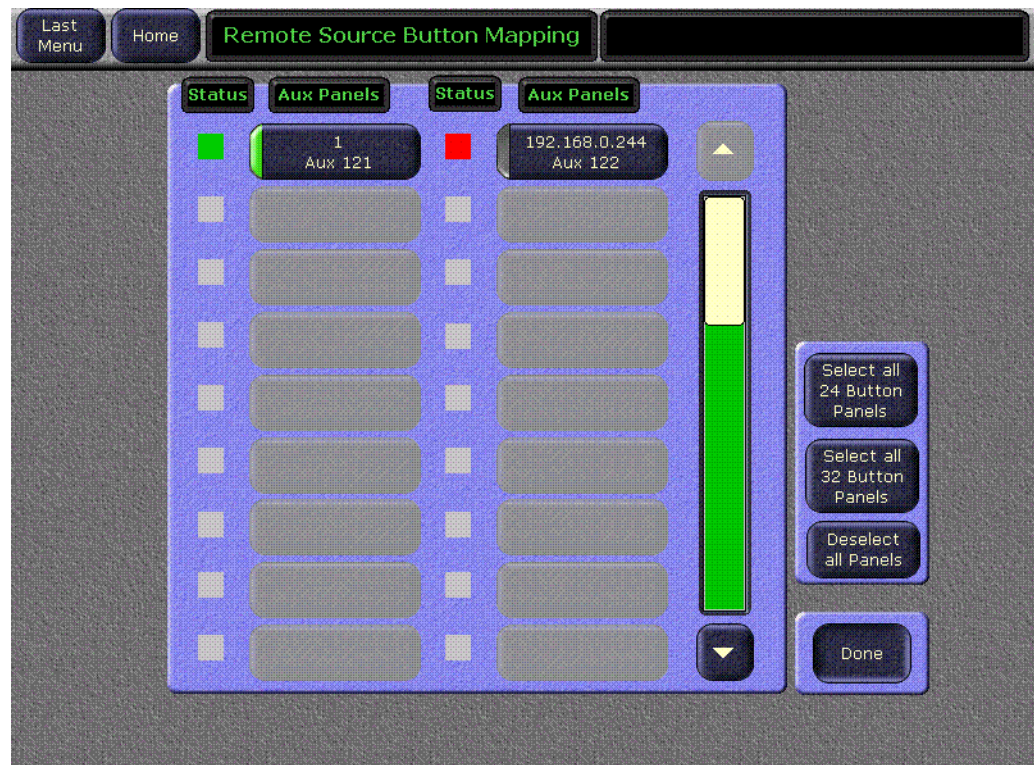 Last
Menu
Home
Remote Source Button Mapping
Status
Aux Panels
Status
Aux Panels
1
Aux 121
192.168.0.244
Aux 122
Select all
24 Button
Panels
Select all
32 Button
Panels
Deselect
all Panels
Done